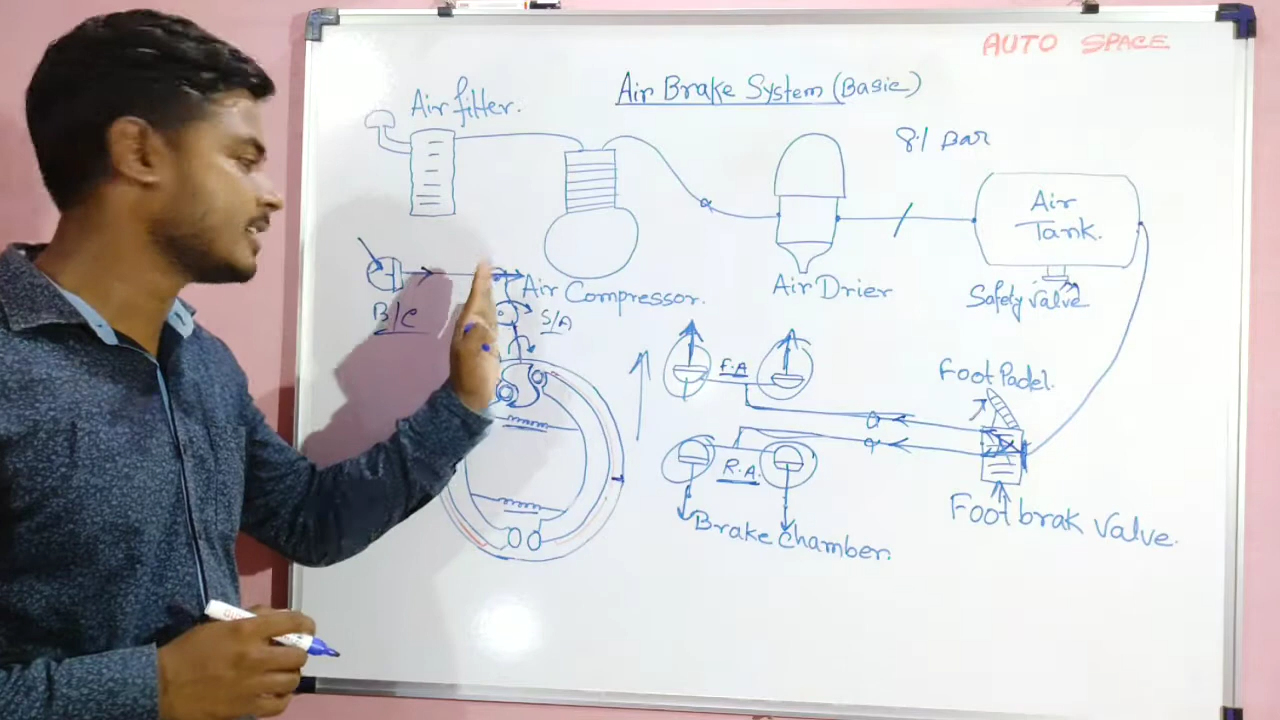 AUTO SPACE
Air Brake System (Basic)
Air filter.
8.1 Bar
Air
Tank.
Air Compressor.
Air Drier
Safety Valve
B/C
S/A
F.A
Foot Padel.
R.A.
Brake Chamber.
Foot brak Valve.